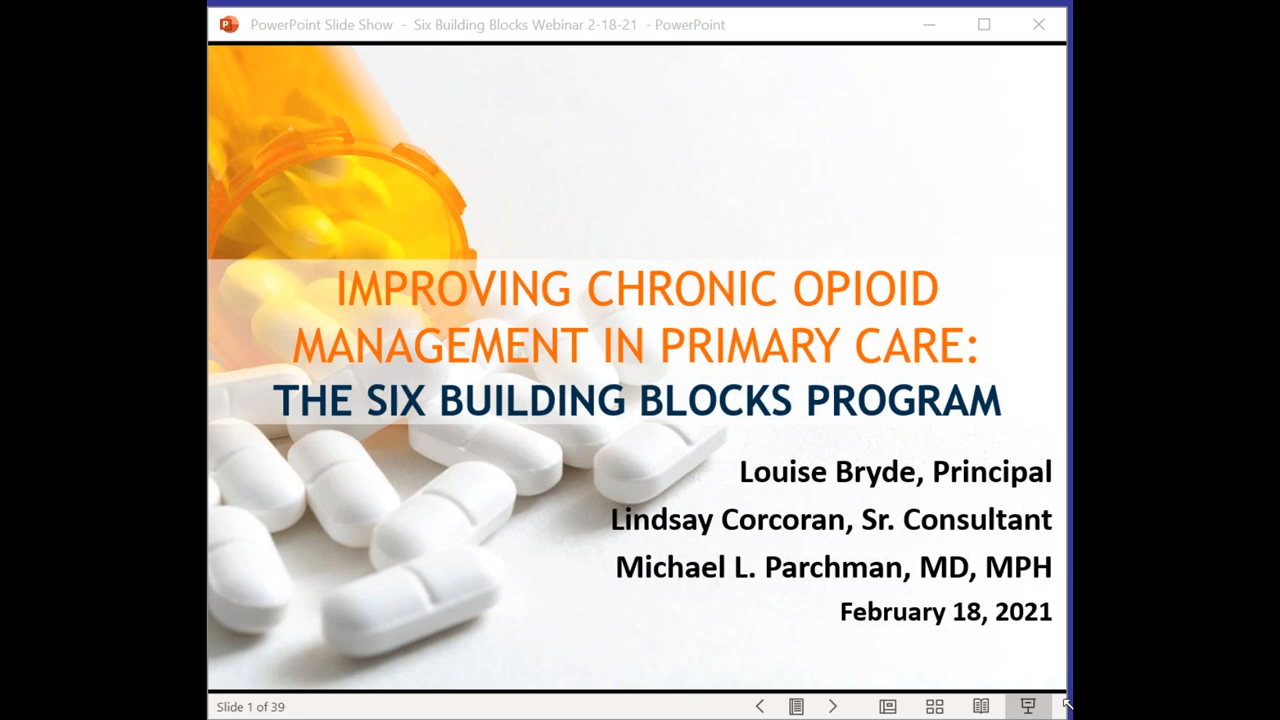 PowerPoint Slide Show - Six Building Blocks Webinar 2-18-21 - PowerPoint
IMPROVING CHRONIC OPIOID
MANAGEMENT IN PRIMARY CARE:
THE SIX BUILDING BLOCKS PROGRAM
Louise Bryde, Principal
Lindsay Corcoran, Sr. Consultant
Michael L. Parchman, MD, MPH
February 18, 2021
Slide 1 of 39